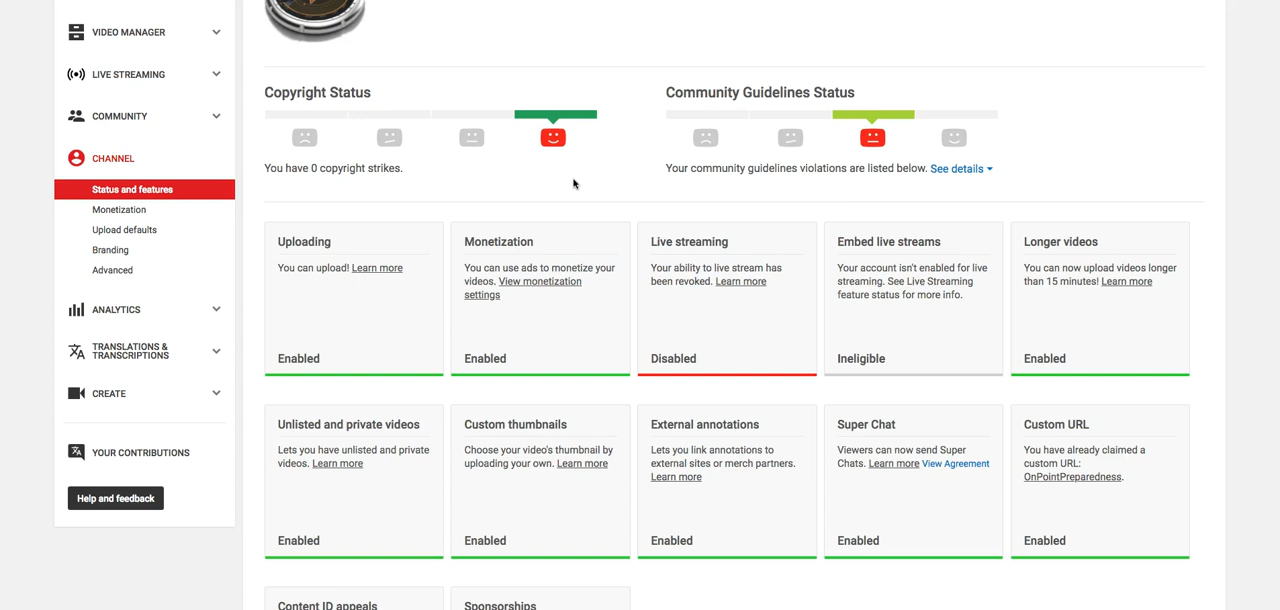 VIDEO MANAGER
LIVE STREAMING
COMMUNITY
CHANNEL
Status and features
Monetization
Upload defaults
Branding
Advanced
ANALYTICS
TRANSLATIONS &
TRANSCRIPTIONS
CREATE
YOUR CONTRIBUTIONS
Help and feedback
Copyright Status
You have 0 copyright strikes.
Community Guidelines Status
Your community guidelines violations are listed below. See details
Uploading
You can upload! Learn more
Enabled
Monetization
You can use ads to monetize your
videos. View monetization
settings
Enabled
Live streaming
Your ability to live stream has
been revoked. Learn more
Disabled
Embed live streams
Your account isn't enabled for live
streaming. See Live Streaming
feature status for more info.
Ineligible
Longer videos
You can now upload videos longer
than 15 minutes! Learn more
Enabled
Unlisted and private videos
Lets you have unlisted and private
videos. Learn more
Enabled
Custom thumbnails
Choose your video's thumbnail by
uploading your own. Learn more
Enabled
External annotations
Lets you link annotations to
external sites or merch partners.
Learn more
Enabled
Super Chat
Viewers can now send Super
Chats. Learn more View Agreement
Enabled
Custom URL
You have already claimed a
custom URL:
OnPointPreparedness.
Enabled
Content ID appeals
Sponsorships